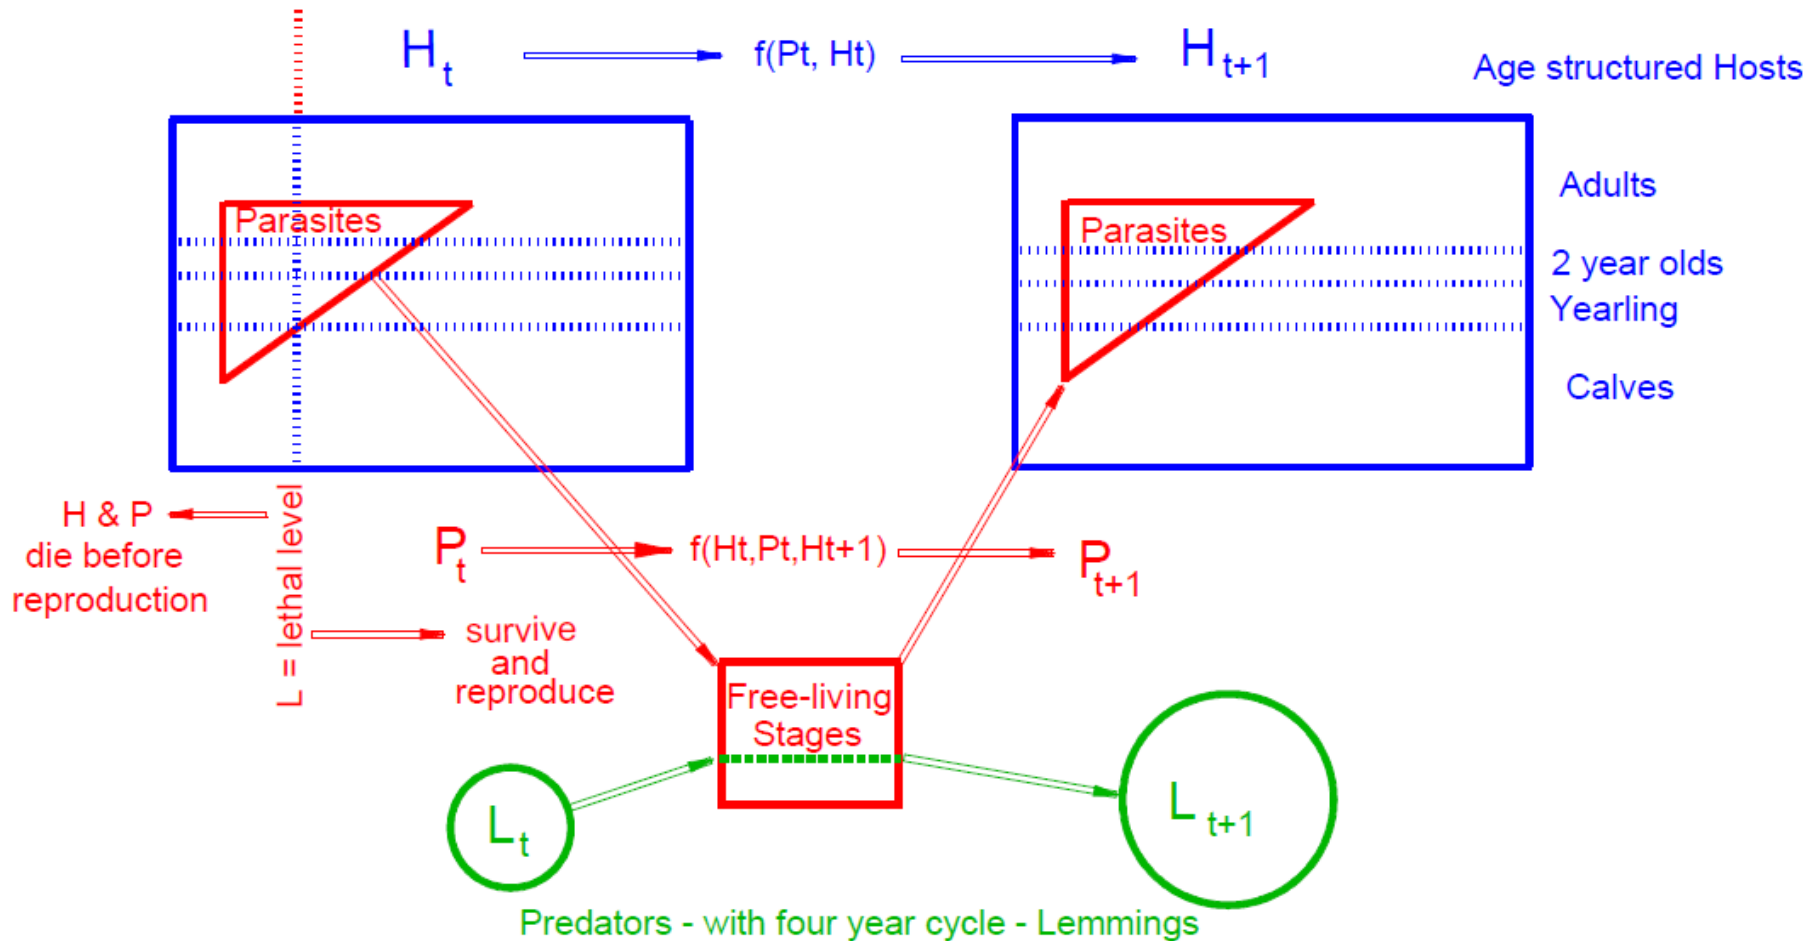 H t f(Pt, Ht) H t+1
Age structured Hosts
Parasites
Parasites
Adults
2 year olds
Yearling
Calves
H & P
die before
reproduction
L = lethal level
P t f(Ht,Pt,Ht+1) P t+1
survive
and
reproduce
Free-living
Stages
L t
L t+1
Predators - with four year cycle - Lemmings